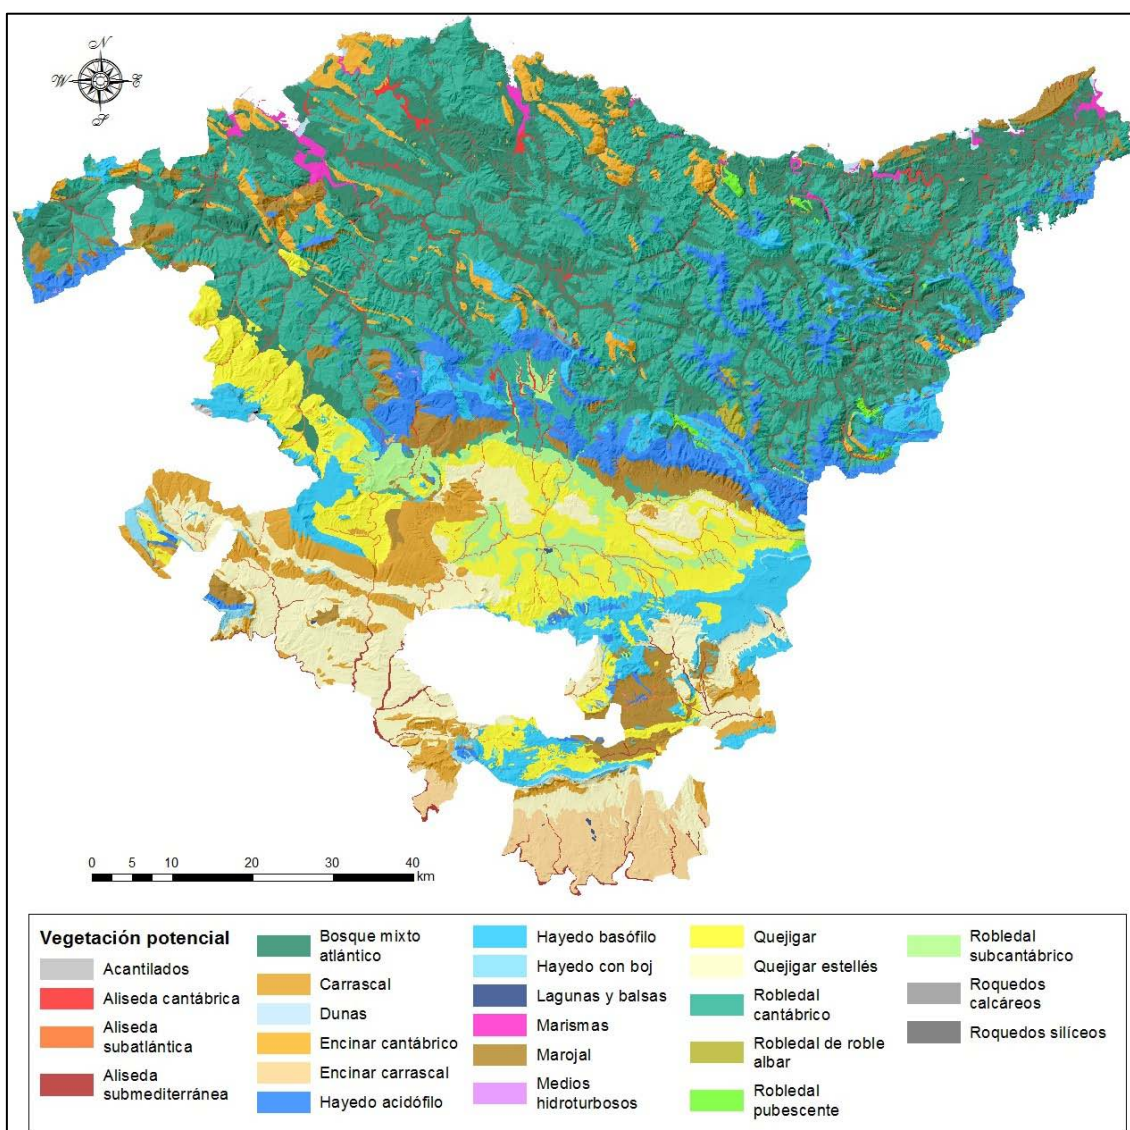 N
W E
S
0 5 10 20 30 40
km
Vegetación potencial
Acantilados
Aliseda cantábrica
Aliseda
subatlántica
Aliseda
submediterránea
Bosque mixto
atlántico
Carrascal
Dunas
Encinar cantábrico
Encinar carrascal
Hayedo acidófilo
Hayedo basófilo
Hayedo con boj
Lagunas y balsas
Marismas
Marojal
Medios
hidroturbosos
Quejigar
Quejigar estellés
Robledal
cantábrico
Robledal de roble
albar
Robledal
pubescente
Robledal
subcantábrico
Roquedos
calcáreos
Roquedos silíceos